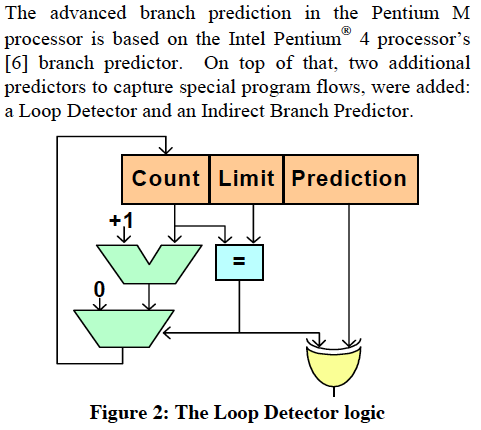 The advanced branch prediction in the Pentium M
processor is based on the Intel Pentium® 4 processor's
[6] branch predictor. On top of that, two additional
predictors to capture special program flows, were added:
a Loop Detector and an Indirect Branch Predictor.
Count Limit Prediction
+1
=
0
Figure 2: The Loop Detector logic